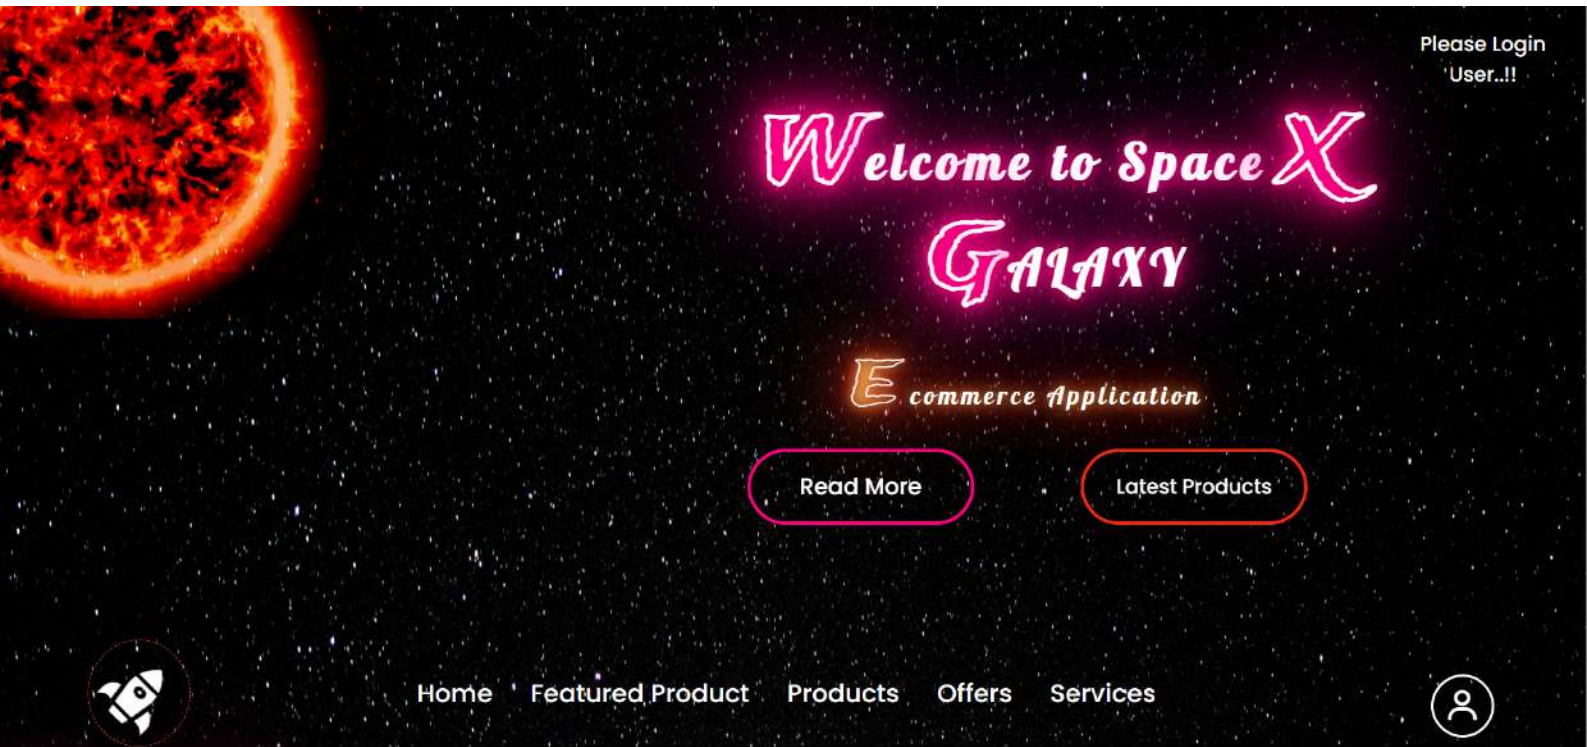 Please Login
User..!!
Welcome to Space X
GALAXY
E commerce Application
Read More
Latest Products
Home Featured Product Products Offers Services